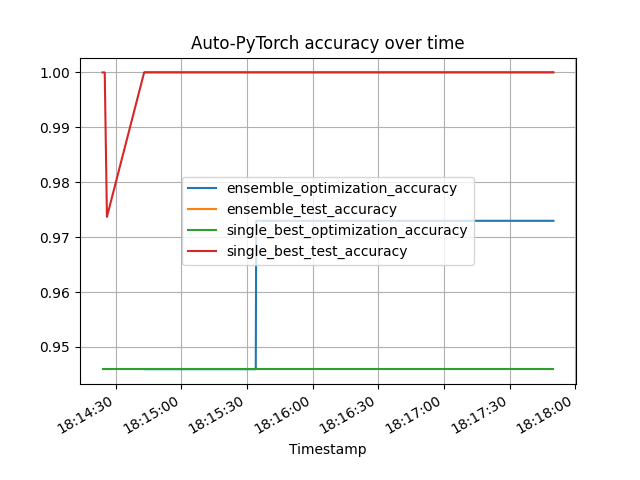 Auto-PyTorch accuracy over time
1.00
0.99
0.98
0.97
0.96
0.95
ensemble_optimization_accuracy
ensemble_test_accuracy
single_best_optimization_accuracy
single_best_test_accuracy
18:14:30
18:15:00
18:15:30
18:16:00
18:16:30
18:17:00
18:17:30
18:18:00
Timestamp